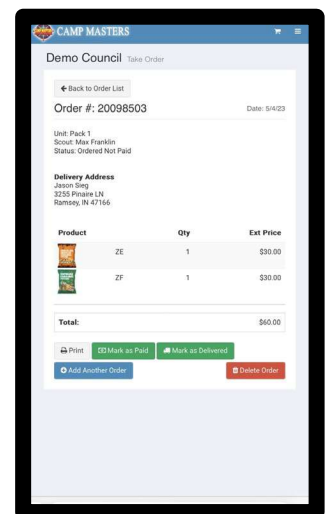 CAMP MASTERS
Demo Council Take Order
Back to Order List
Order #: 20098503 Date: 5/4/23
Unit: Pack 1
Scout: Max Franklin
Status: Ordered Not Paid
Delivery Address
Jason Sieg
3255 Pinaire LN
Ramsey, IN 47166
Product Qty Ext Price
ZE 1 $30.00
ZF 1 $30.00
Total: $60.00
Print Mark as Paid Mark as Delivered
Add Another Order Delete Order